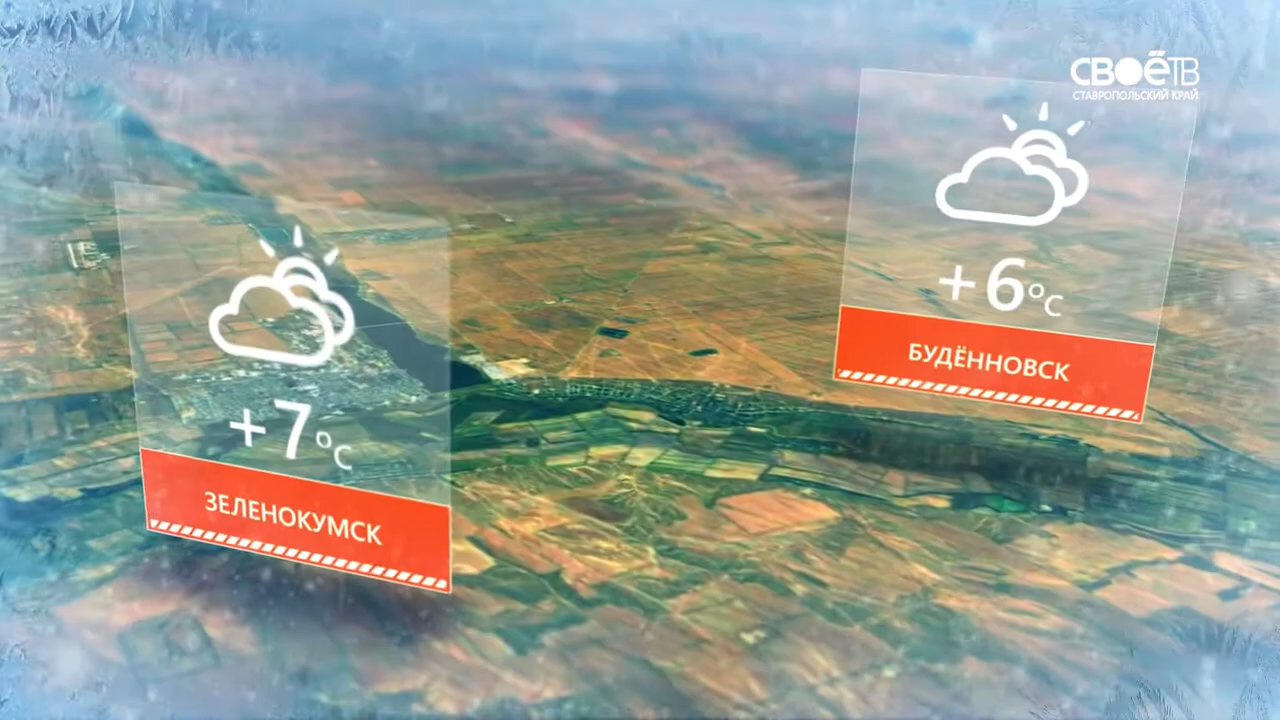 СВОЁТВ
СТАВРОПОЛЬСКИЙ КРАЙ
+6°C
БУДЁННОВСК
+7°C
ЗЕЛЕНОКУМСК